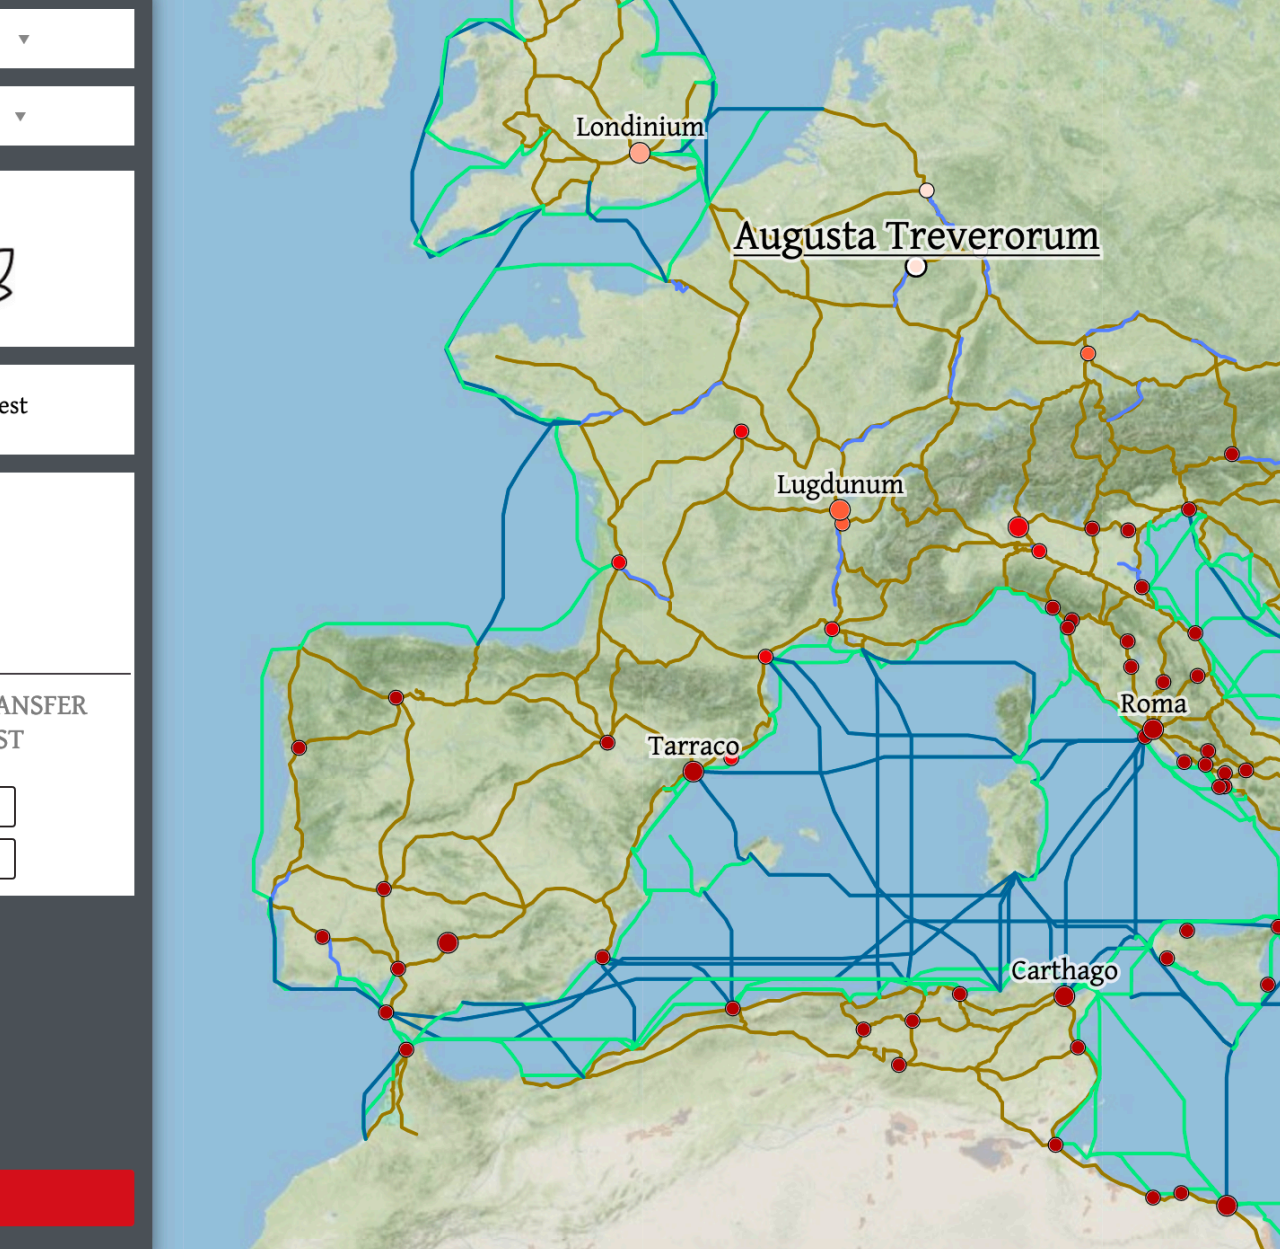 est
ANSFER
ST
Londinium
Augusta Treverorum
Lugdunum
Tarraco
Roma
Carthago